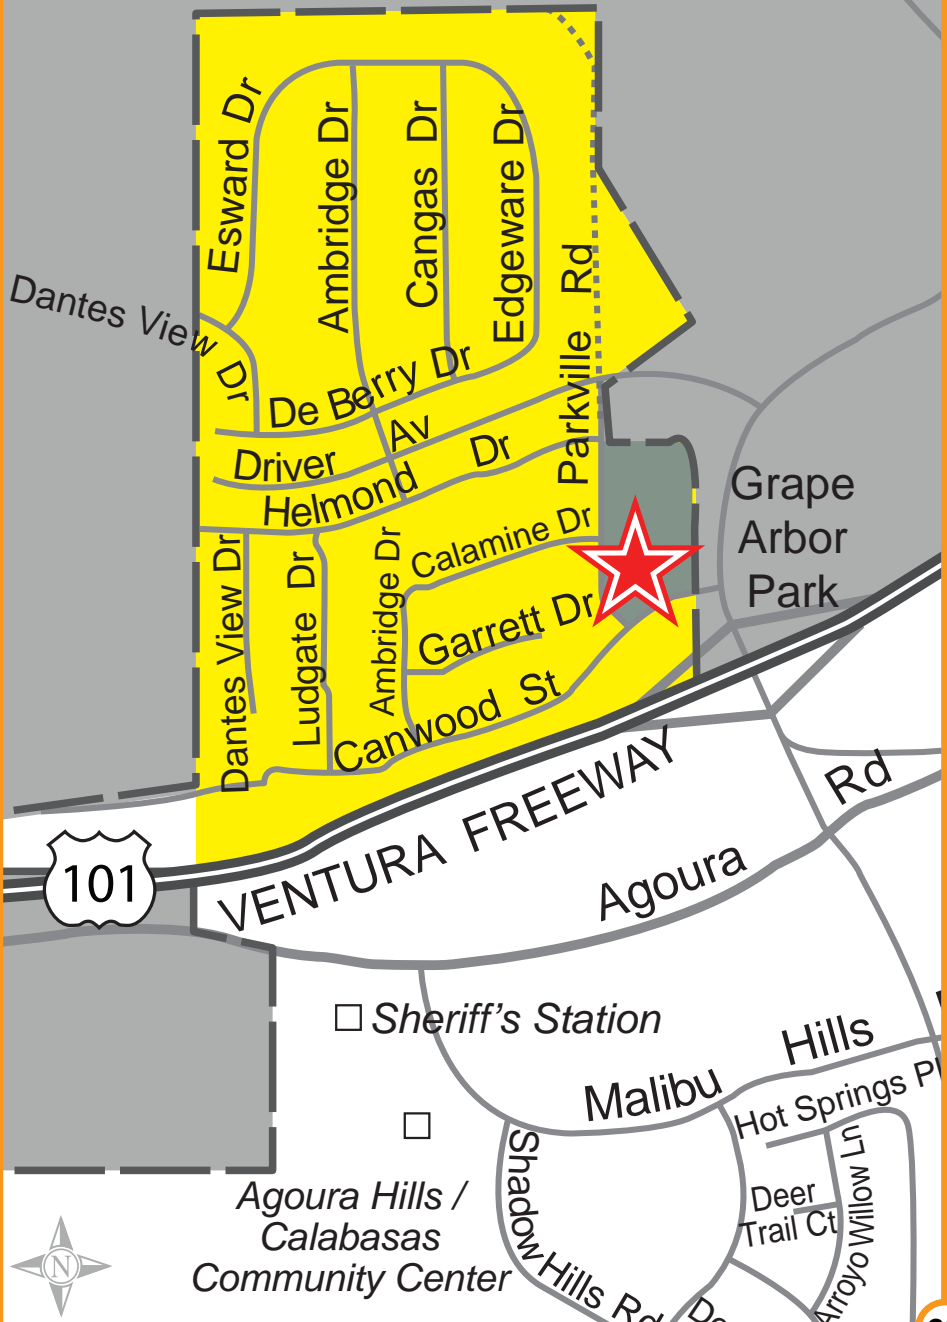 Esward Dr
Ambridge Dr
Cangas Dr
Edgeware Dr
Parkville Rd
Dantes View Dr
De Berry Dr
Driver Av
Helmond Dr
Calamine Dr
Garrett Dr
Dantes View Dr
Ludgate Dr
Ambridge Dr
Canwood St
Grape
Arbor
Park
101
VENTURA FREEWAY
Agoura Rd
Sheriff's Station
Malibu Hills
Hot Springs Pl
Agoura Hills /
Calabasas
Community Center
Shadow Hills Rd
Deer
Trail Ct
Arroyo Willow Ln
N